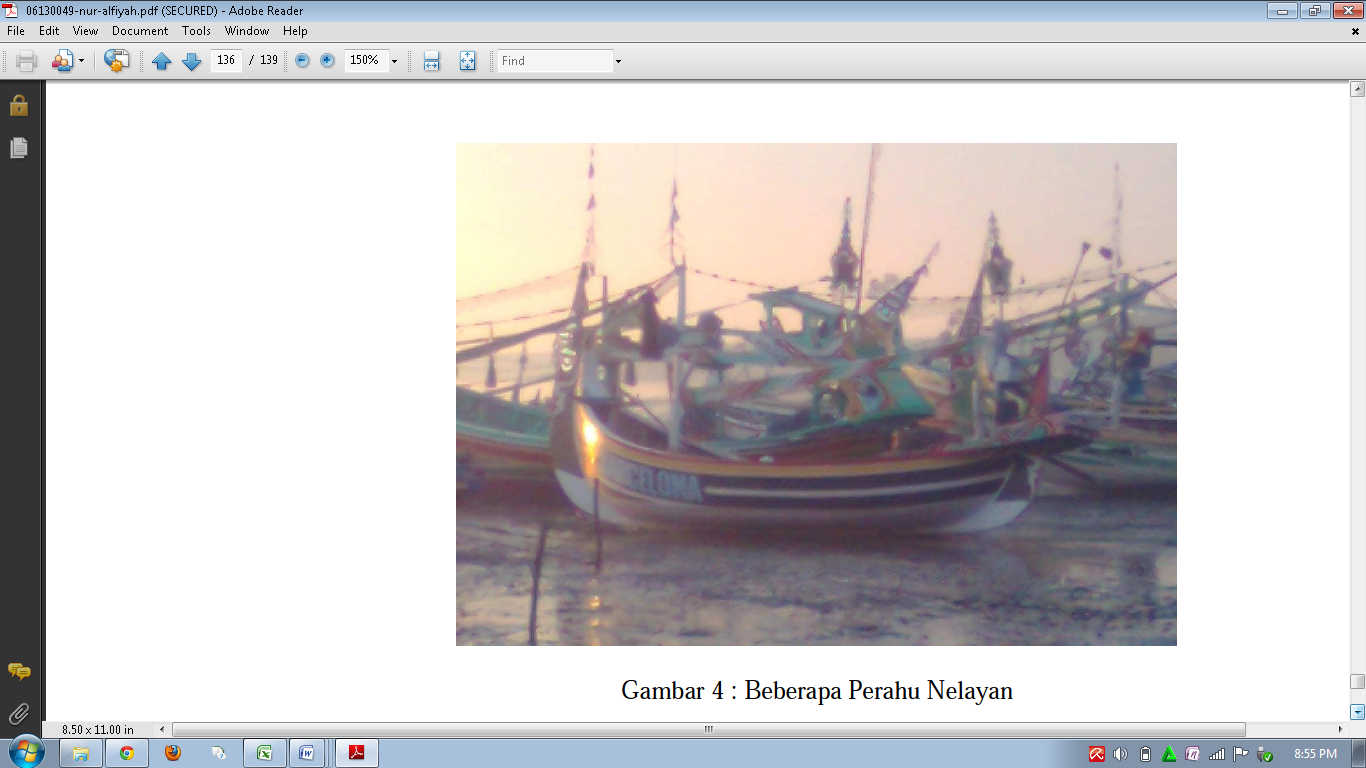 06130049-nur-alfiyah.pdf (SECURED) - Adobe Reader
File Edit View Document Tools Window Help
136 / 139 150% Find
Gambar 4 : Beberapa Perahu Nelayan
8.50 x 11.00 in
8:55 PM